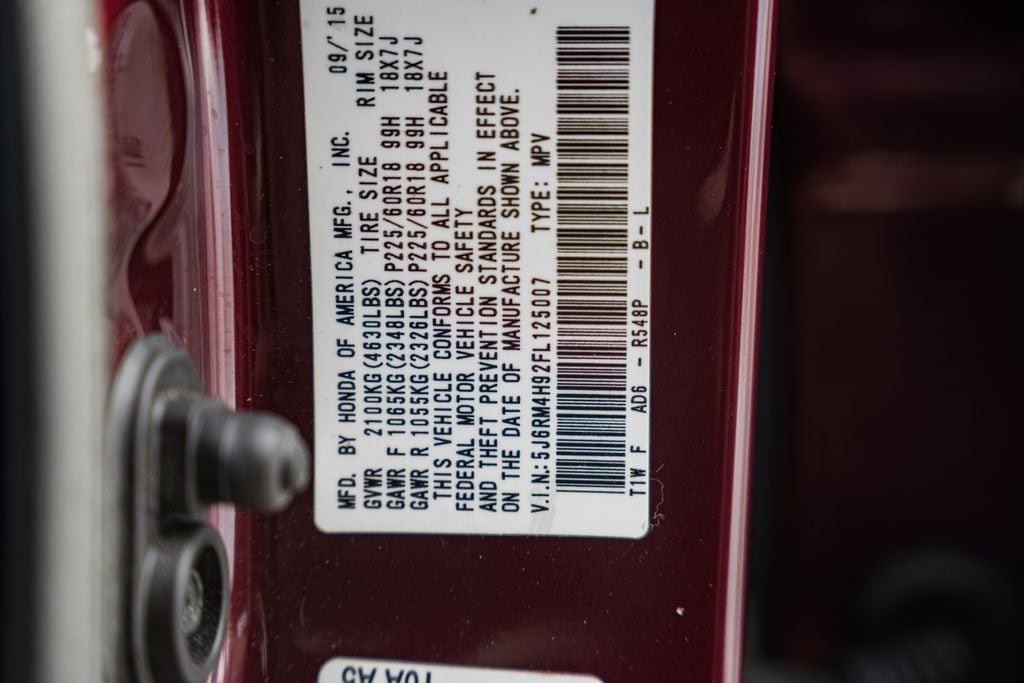 MFD. BY HONDA OF AMERICA MFG., INC. 09/'15
GVWR 2100KG(4630LBS) TIRE SIZE RIM SIZE
GAWR F 1065KG(2348LBS)P225/60R18 99H 18X7J
GAWR R 1055KG(2326LBS)P225/60R18 99H 18X7J
THIS VEHICLE CONFORMS TO ALL APPLICABLE
FEDERAL MOTOR VEHICLE SAFETY
AND THEFT PREVENTION STANDARDS IN EFFECT
ON THE DATE OF MANUFACTURE SHOWN ABOVE.
V.I.N.:5J6RM4H92FL125007 TYPE: MPV
T1W F AD6 - R548P - B - L